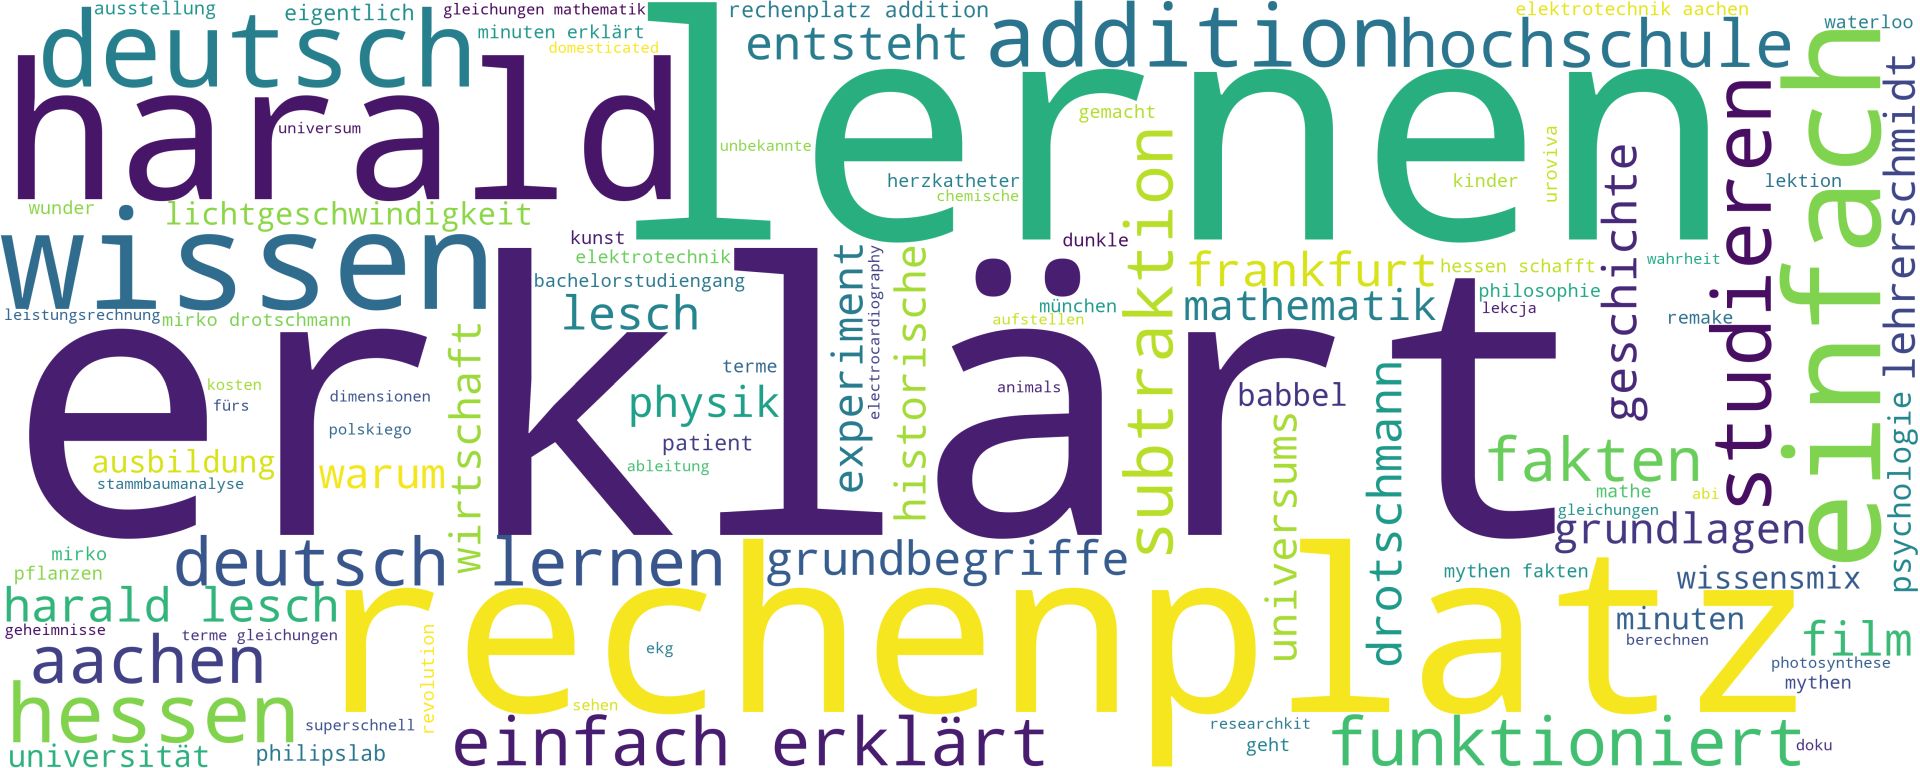 ausstellung
eigentlich
gleichungen mathematik
minuten erklärt
domesticated
rechenplatz addition
entsteht
addition
hochschule
elektrotechnik aachen
waterloo
deutsch
harald
lernen
universum
unbekannte
gemacht
herzkatheter
chemische
kinder
uroviva
lektion
studieren
einfach
lehrerschmidt
wunder
lichtgeschwindigkeit
wissen
kunst
elektrotechnik
bachelorstudiengang
lesch
dunkle
münchen
aufstellen
subtraktion
frankfurt
mathematik
hessen schafft
philosophie
lekcja
geschichte
wahrheit
remake
leistungsrechnung
mirko drotschmann
erklärt
experiment
electrocardiography
historische
wirtschaft
kosten
fürs
dimensionen
polskiego
terme
physik
patient
ableitung
animals
babbel
universums
drotschmann
ausbildung
warum
stammbaumanalyse
fakten
mathe
abi
gleichungen
grundlagen
psychologie
mirko
pflanzen
deutsch lernen
grundbegriffe
mythen fakten
wissensmix
harald lesch
rechenplatz
minuten
berechnen
film
geheimnisse
terme gleichungen
aachen
revolution
ekg
photosynthese
mythen
hessen
sehen
superschnell
universität
philipslab
einfach erklärt
researchkit
geht
funktioniert
doku